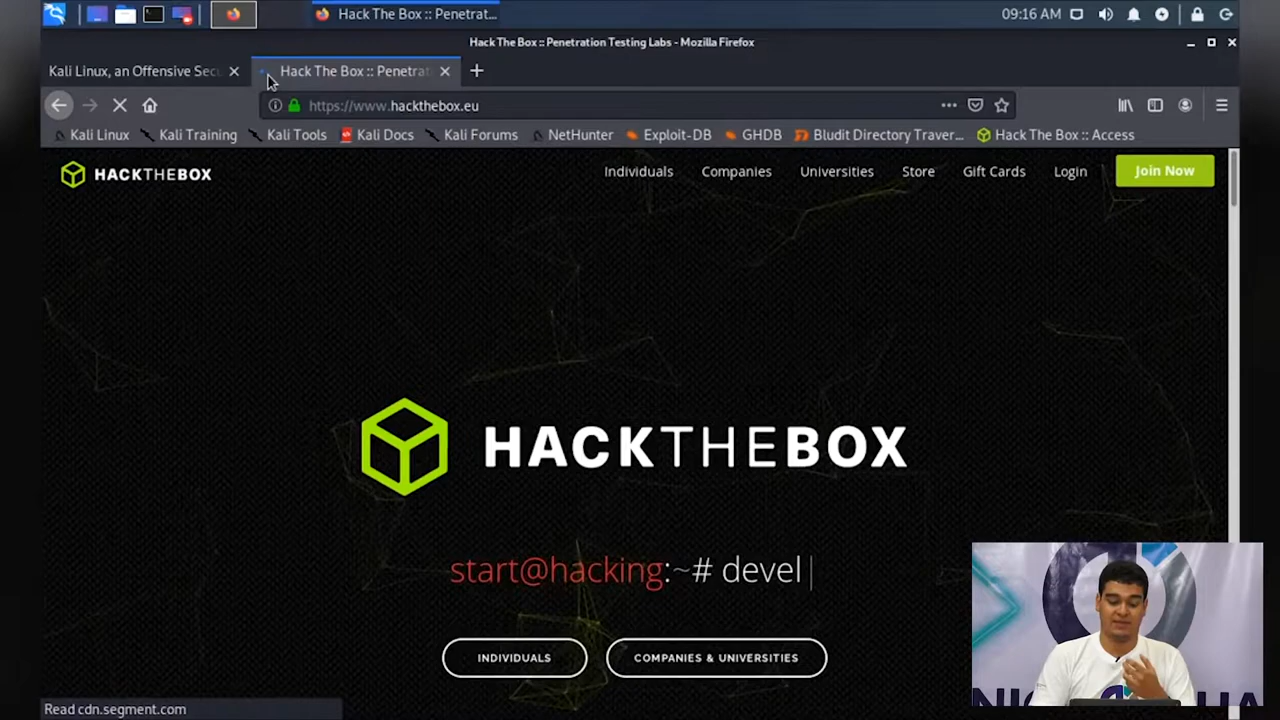 Hack The Box :: Penetrat...
09:16 AM
Hack The Box :: Penetration Testing Labs - Mozilla Firefox
Kali Linux, an Offensive Sec
Hack The Box :: Penetrat
https://www.hackthebox.eu
Kali Linux
Kali Training
Kali Tools
Kali Docs
Kali Forums
NetHunter
Exploit-DB
GHDB
Bludit Directory Traver...
Hack The Box :: Access
HACKTHEBOX
Individuals
Companies
Universities
Store
Gift Cards
Login
Join Now
HACKTHEBOX
start@hacking:~# devel
INDIVIDUALS
COMPANIES & UNIVERSITIES
Read cdn.segment.com